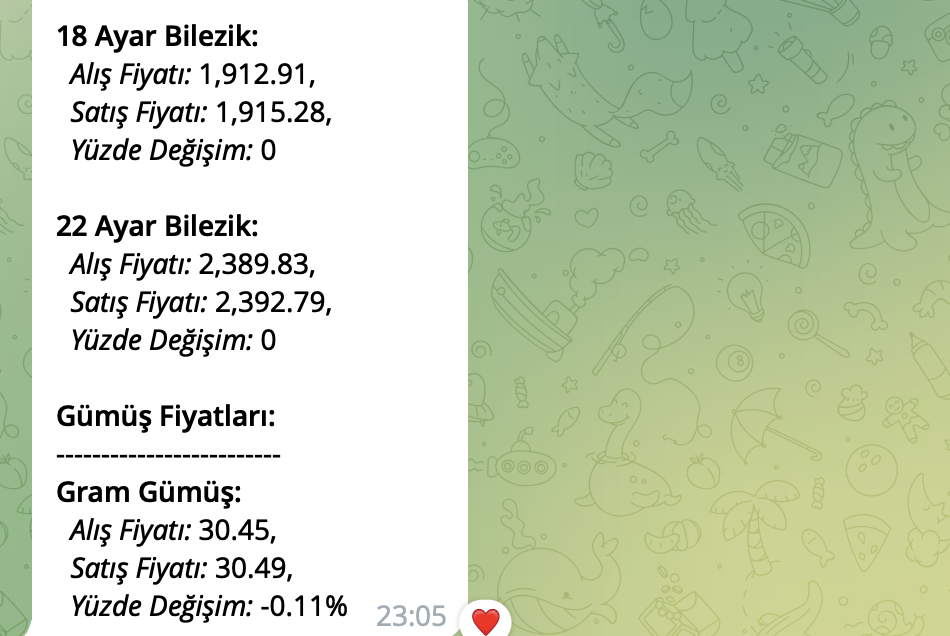 18 Ayar Bilezik:
Alış Fiyatı: 1,912.91,
Satış Fiyatı: 1,915.28,
Yüzde Değişim: 0
22 Ayar Bilezik:
Alış Fiyatı: 2,389.83,
Satış Fiyatı: 2,392.79,
Yüzde Değişim: 0
Gümüş Fiyatları:
-------------------------
Gram Gümüş:
Alış Fiyatı: 30.45,
Satış Fiyatı: 30.49,
Yüzde Değişim: -0.11% 23:05 ❤️